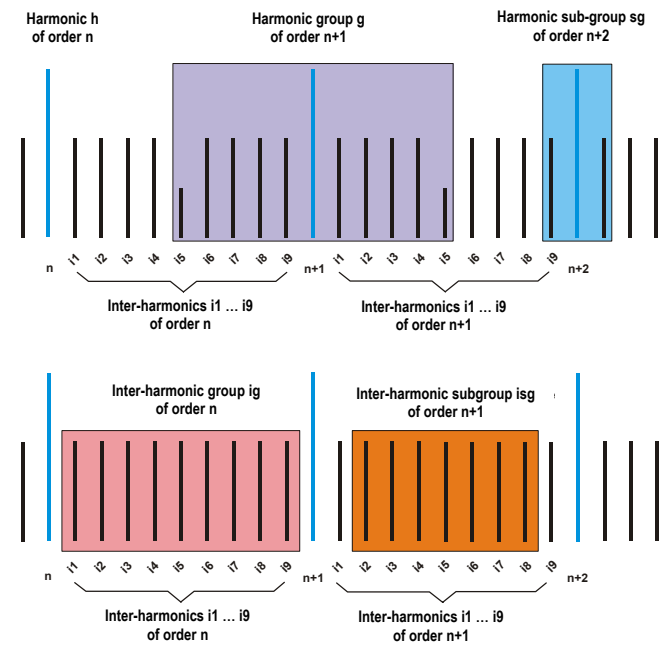 Harmonic h
of order n
Harmonic group g
of order n+1
Harmonic sub-group sg
of order n+2
n i1 i2 i3 i4 i5 i6 i7 i8 i9 n+1 i1 i2 i3 i4 i5 i6 i7 i8 i9 n+2
Inter-harmonics i1 … i9
of order n
Inter-harmonics i1 … i9
of order n+1
Inter-harmonic group ig
of order n
Inter-harmonic subgroup isg
of order n+1
n i1 i2 i3 i4 i5 i6 i7 i8 i9 n+1 i1 i2 i3 i4 i5 i6 i7 i8 i9 n+2
Inter-harmonics i1 … i9
of order n
Inter-harmonics i1 … i9
of order n+1